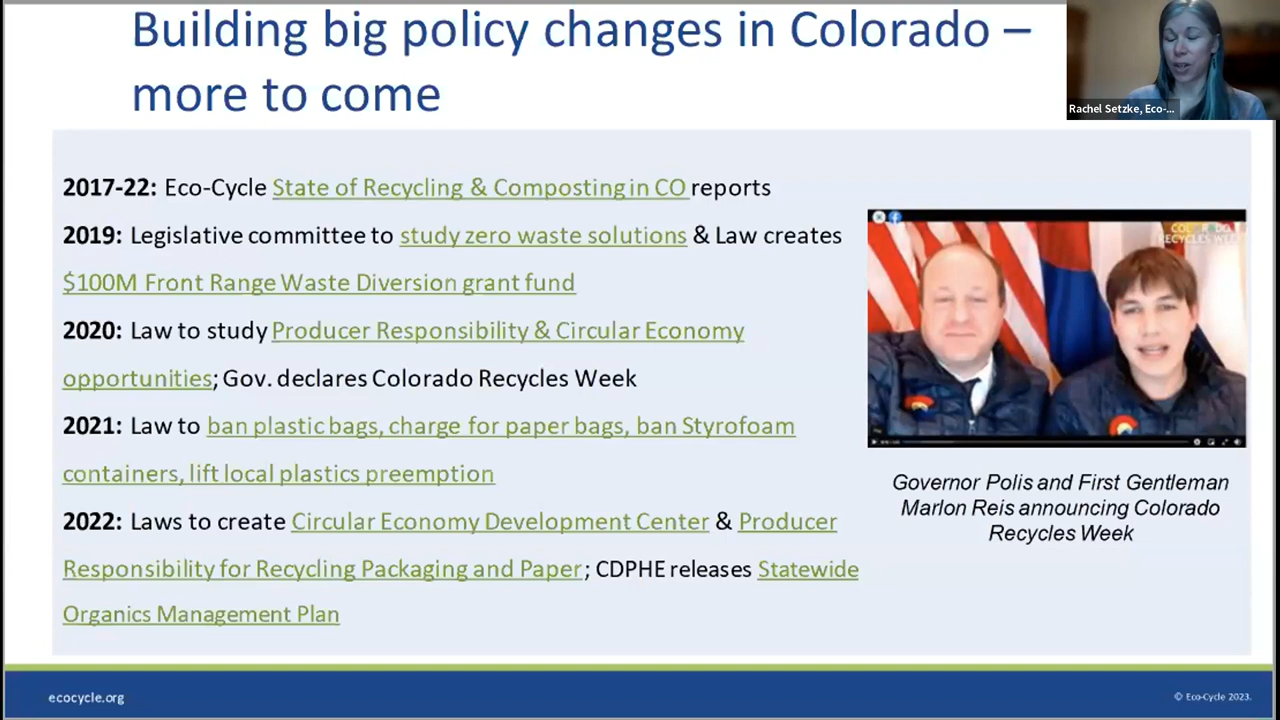 Building big policy changes in Colorado –
more to come
Rachel Setzke, Eco-...
2017-22: Eco-Cycle State of Recycling & Composting in CO reports
2019: Legislative committee to study zero waste solutions & Law creates
$100M Front Range Waste Diversion grant fund
2020: Law to study Producer Responsibility & Circular Economy
opportunities; Gov. declares Colorado Recycles Week
2021: Law to ban plastic bags, charge for paper bags, ban Styrofoam
containers, lift local plastics preemption
2022: Laws to create Circular Economy Development Center & Producer
Responsibility for Recycling Packaging and Paper; CDPHE releases Statewide
Organics Management Plan
COLORADO
RECYCLES WEEK
Governor Polis and First Gentleman
Marlon Reis announcing Colorado
Recycles Week
ecocycle.org
© Eco-Cycle 2023.